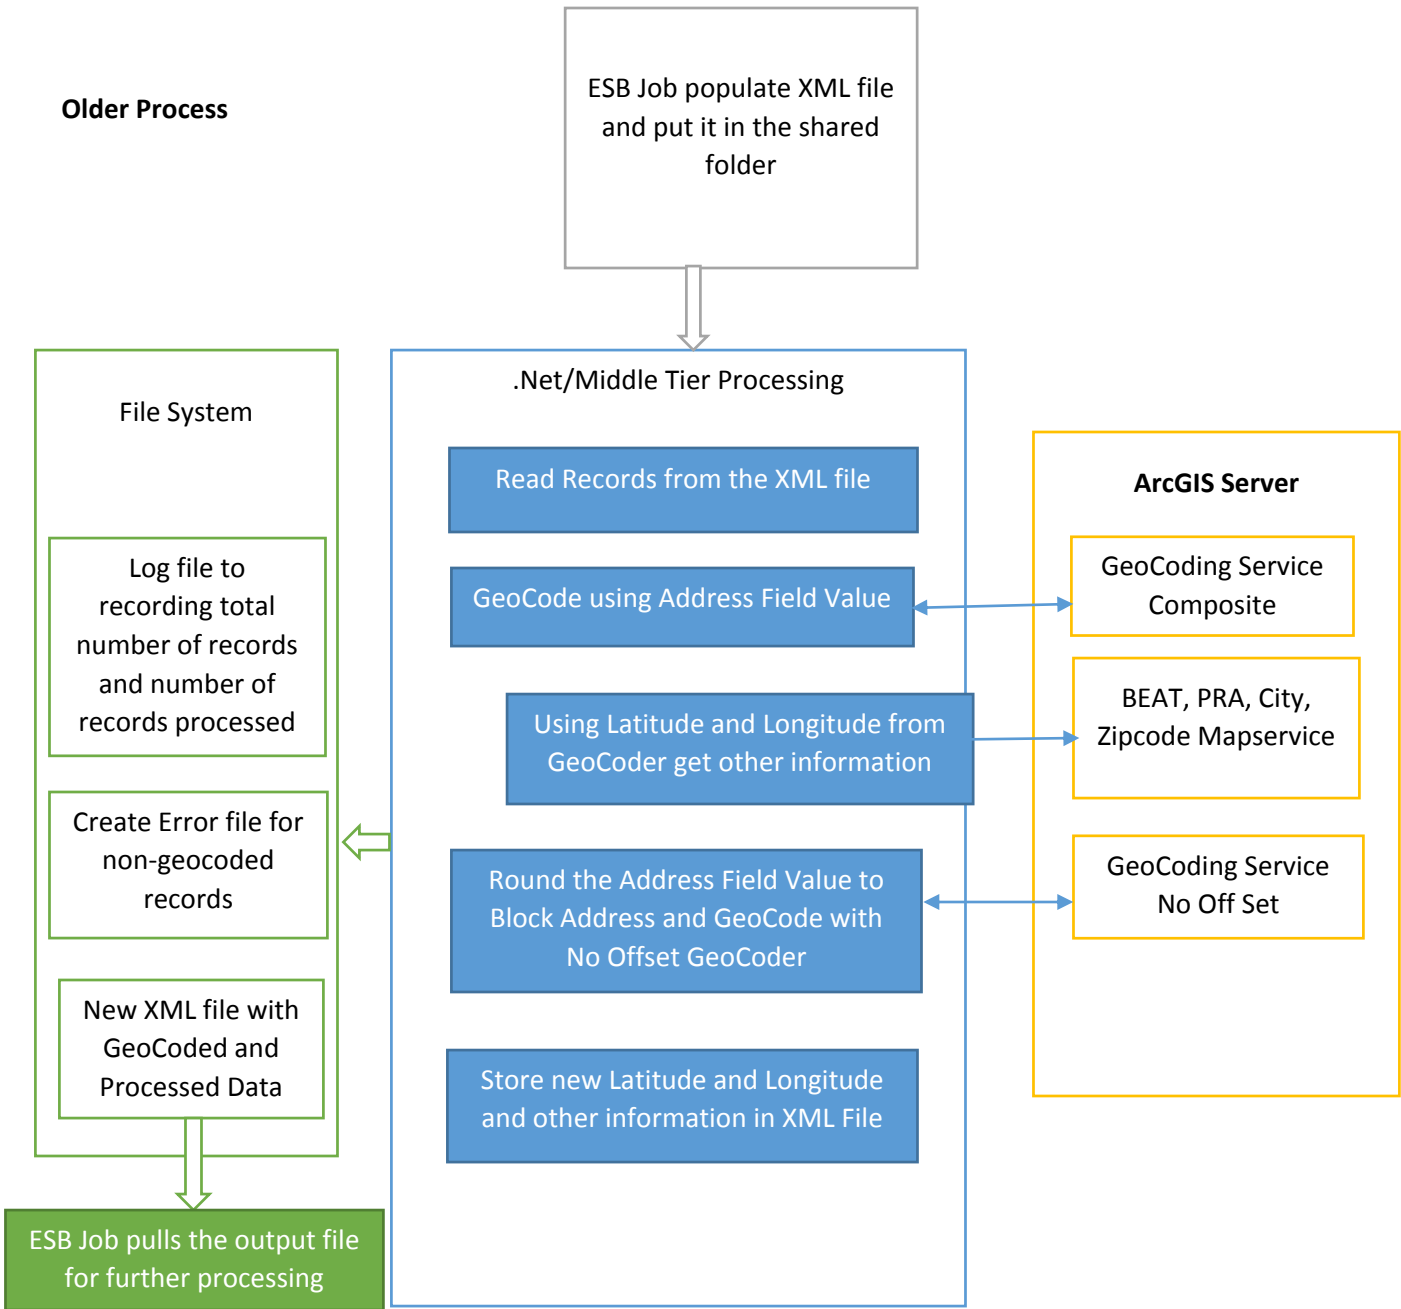 Older Process
ESB Job populate XML file
and put it in the shared
folder
File System
Log file to
recording total
number of records
and number of
records processed
Create Error file for
non-geocoded
records
New XML file with
GeoCoded and
Processed Data
ESB Job pulls the output file
for further processing
.Net/Middle Tier Processing
Read Records from the XML file
GeoCode using Address Field Value
Using Latitude and Longitude from
GeoCoder get other information
Round the Address Field Value to
Block Address and GeoCode with
No Offset GeoCoder
Store new Latitude and Longitude
and other information in XML File
ArcGIS Server
GeoCoding Service
Composite
BEAT, PRA, City,
Zipcode Mapservice
GeoCoding Service
No Off Set